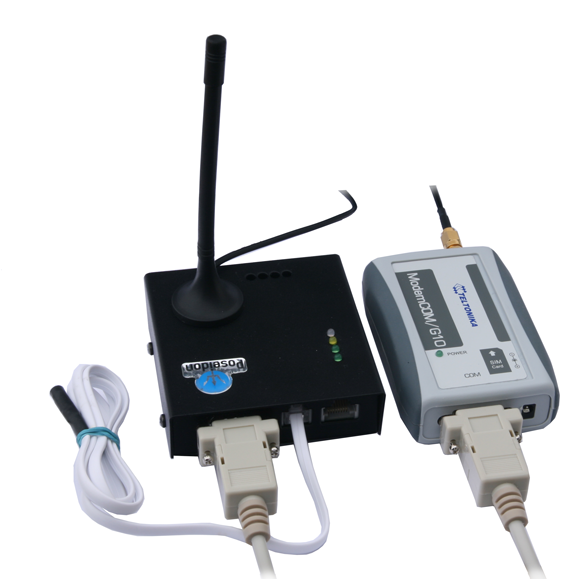 Poseidon
ModemCOM/G10
TELTONIKA
POWER
SIM
Card
COM